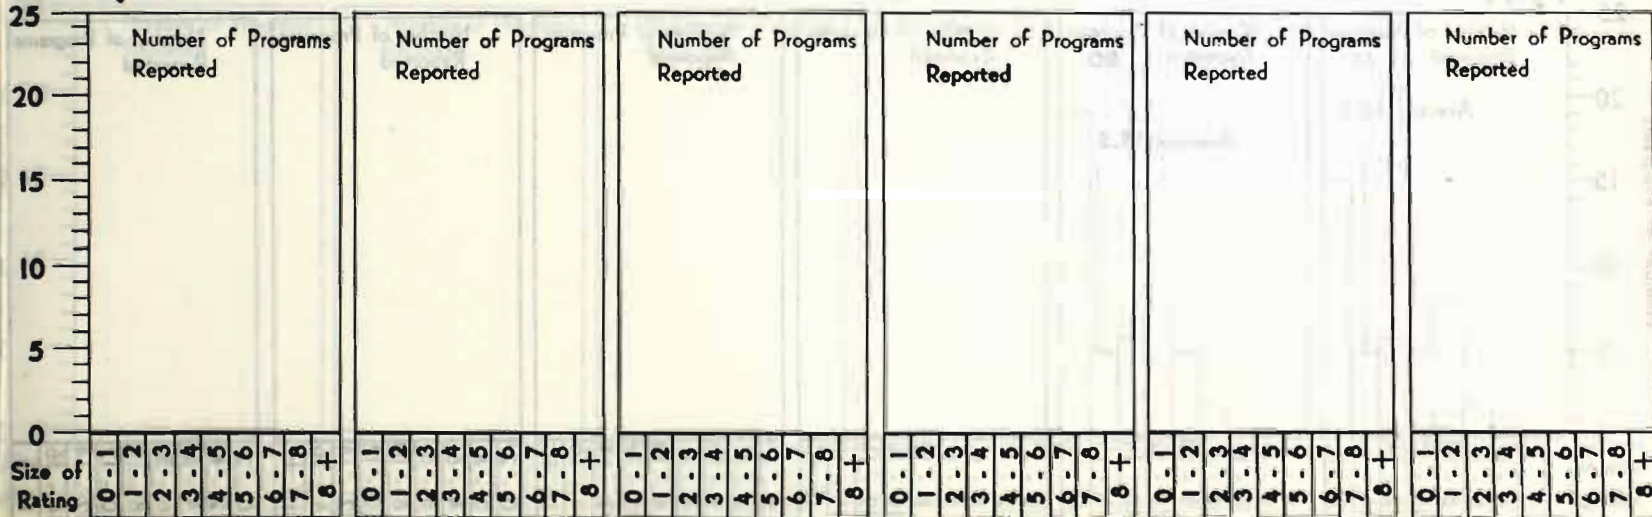 25
20
15
10
5
0
Number of Programs
Reported
Number of Programs
Reported
Number of Programs
Reported
Number of Programs
Reported
Number of Programs
Reported
Number of Programs
Reported
Size of
Rating
0 - 1
1 - 2
2 - 3
3 - 4
4 - 5
5 - 6
6 - 7
7 - 8
8 +
0 - 1
1 - 2
2 - 3
3 - 4
4 - 5
5 - 6
6 - 7
7 - 8
8 +
0 - 1
1 - 2
2 - 3
3 - 4
4 - 5
5 - 6
6 - 7
7 - 8
8 +
0 - 1
1 - 2
2 - 3
3 - 4
4 - 5
5 - 6
6 - 7
7 - 8
8 +
0 - 1
1 - 2
2 - 3
3 - 4
4 - 5
5 - 6
6 - 7
7 - 8
8 +
0 - 1
1 - 2
2 - 3
3 - 4
4 - 5
5 - 6
6 - 7
7 - 8
8 +